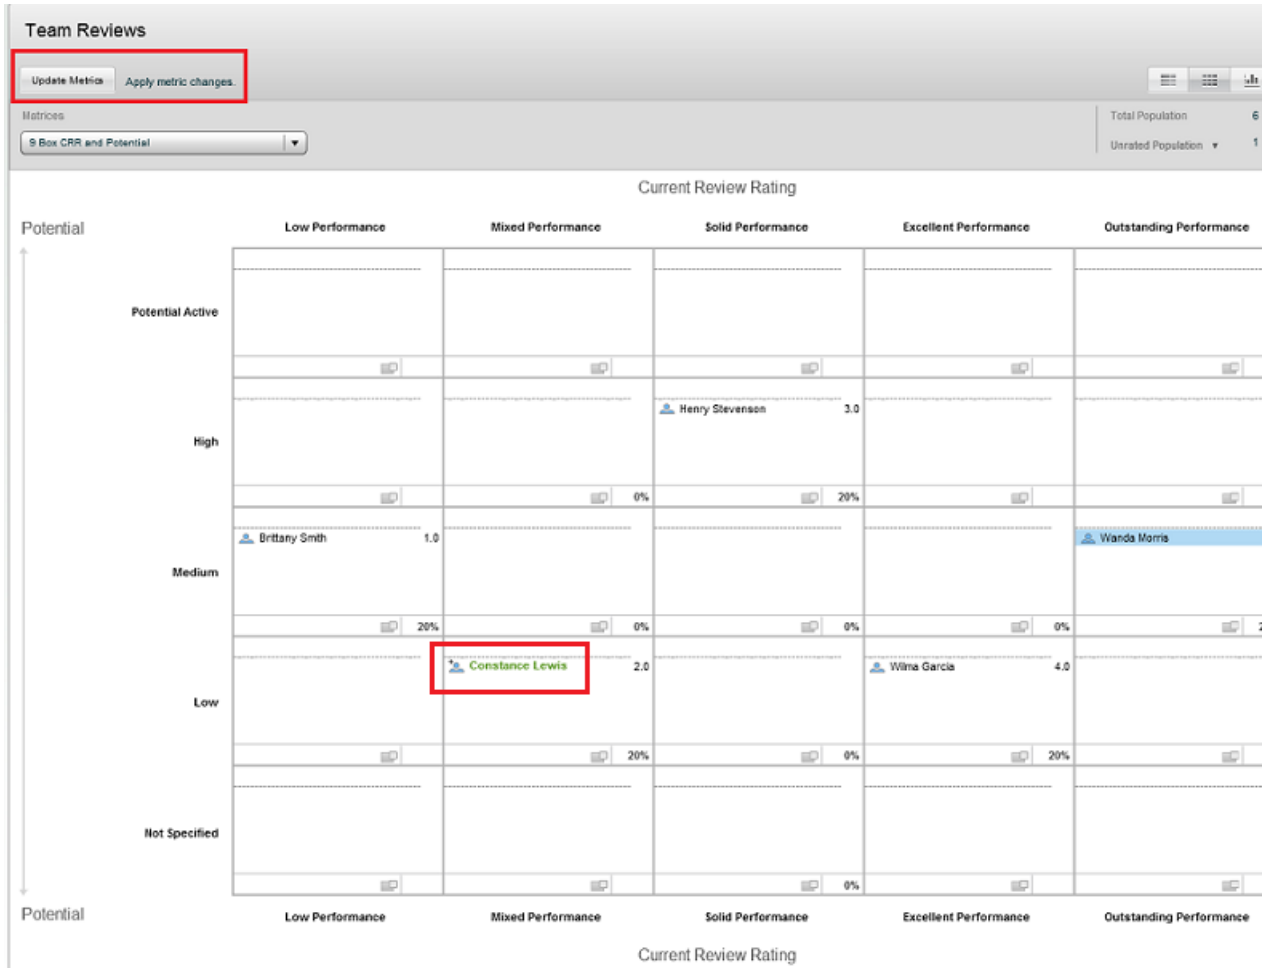 Team Reviews
Update Metrics Apply metric changes.
Matrices
Total Population 6
9 Box CRR and Potential
Unrated Population 1
Current Review Rating
Potential
Low Performance Mixed Performance Solid Performance Excellent Performance Outstanding Performance
Potential Active
Henry Stevenson 3.0
High
0% 20%
Brittany Smith 1.0 Wanda Morris
Medium
20% 0% 0% 0% 2
Constance Lewis 2.0 Wilma Garcia 4.0
Low
20% 0% 20%
Not Specified
0%
Potential
Low Performance Mixed Performance Solid Performance Excellent Performance Outstanding Performance
Current Review Rating